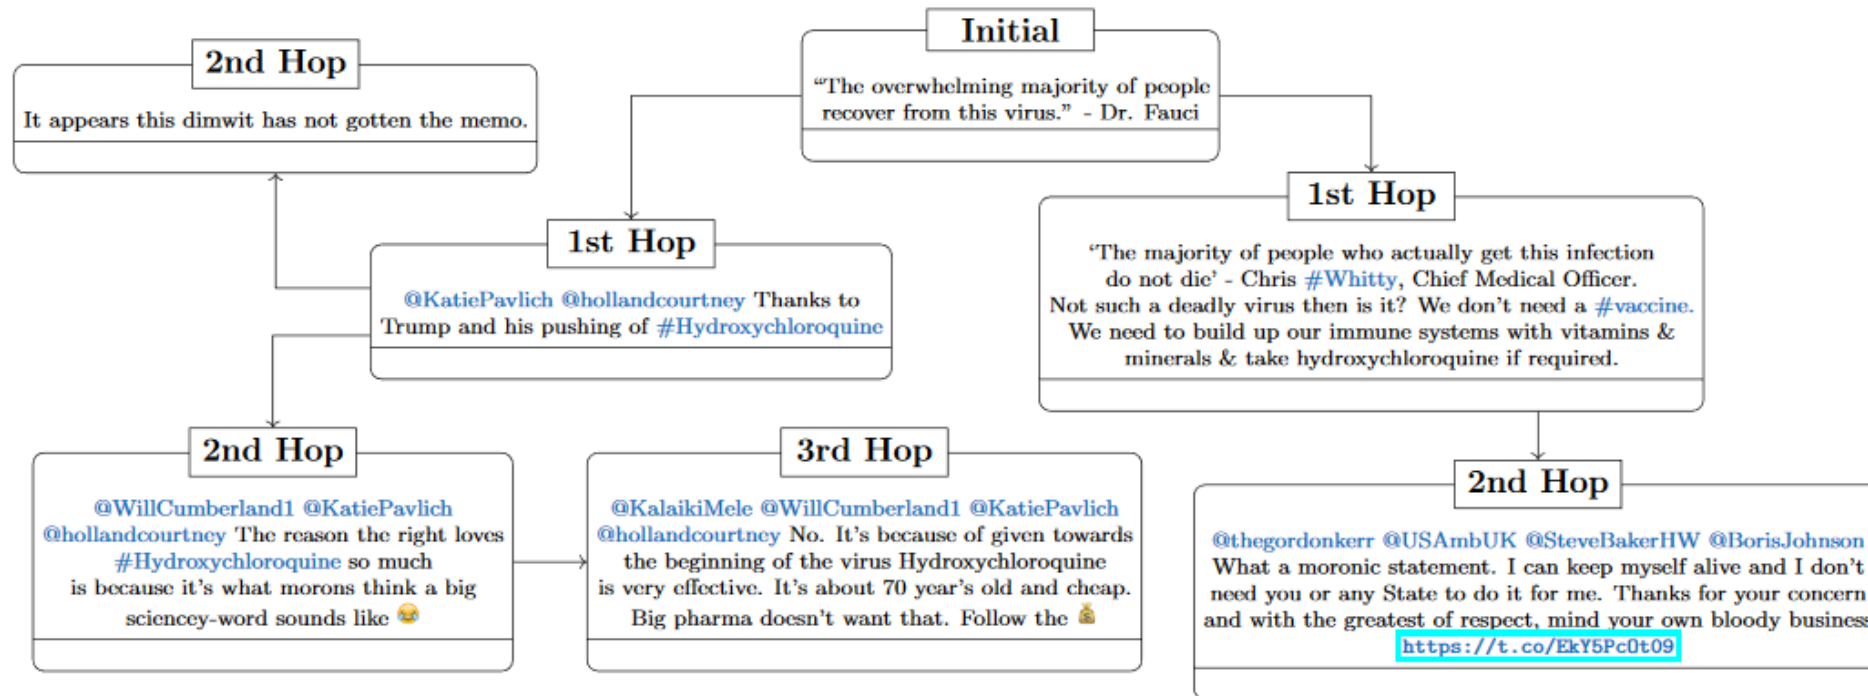 Initial
“The overwhelming majority of people
recover from this virus.” - Dr. Fauci
2nd Hop
It appears this dimwit has not gotten the memo.
1st Hop
@KatiePavlich @hollandcourtney Thanks to
Trump and his pushing of #Hydroxychloroquine
1st Hop
‘The majority of people who actually get this infection
do not die’ - Chris #Whitty, Chief Medical Officer.
Not such a deadly virus then is it? We don’t need a #vaccine.
We need to build up our immune systems with vitamins &
minerals & take hydroxychloroquine if required.
2nd Hop
@WillCumberland1 @KatiePavlich
@hollandcourtney The reason the right loves
#Hydroxychloroquine so much
is because it’s what morons think a big
sciencey-word sounds like 😂
3rd Hop
@KalaikiMele @WillCumberland1 @KatiePavlich
@hollandcourtney No. It’s because of given towards
the beginning of the virus Hydroxychloroquine
is very effective. It’s about 70 year’s old and cheap.
Big pharma doesn’t want that. Follow the 💰
2nd Hop
@thegordonkerr @USAmbUK @SteveBakerHW @BorisJohnson
What a moronic statement. I can keep myself alive and I don’t
need you or any State to do it for me. Thanks for your concern
and with the greatest of respect, mind your own bloody business
https://t.co/EkY5PcOt09